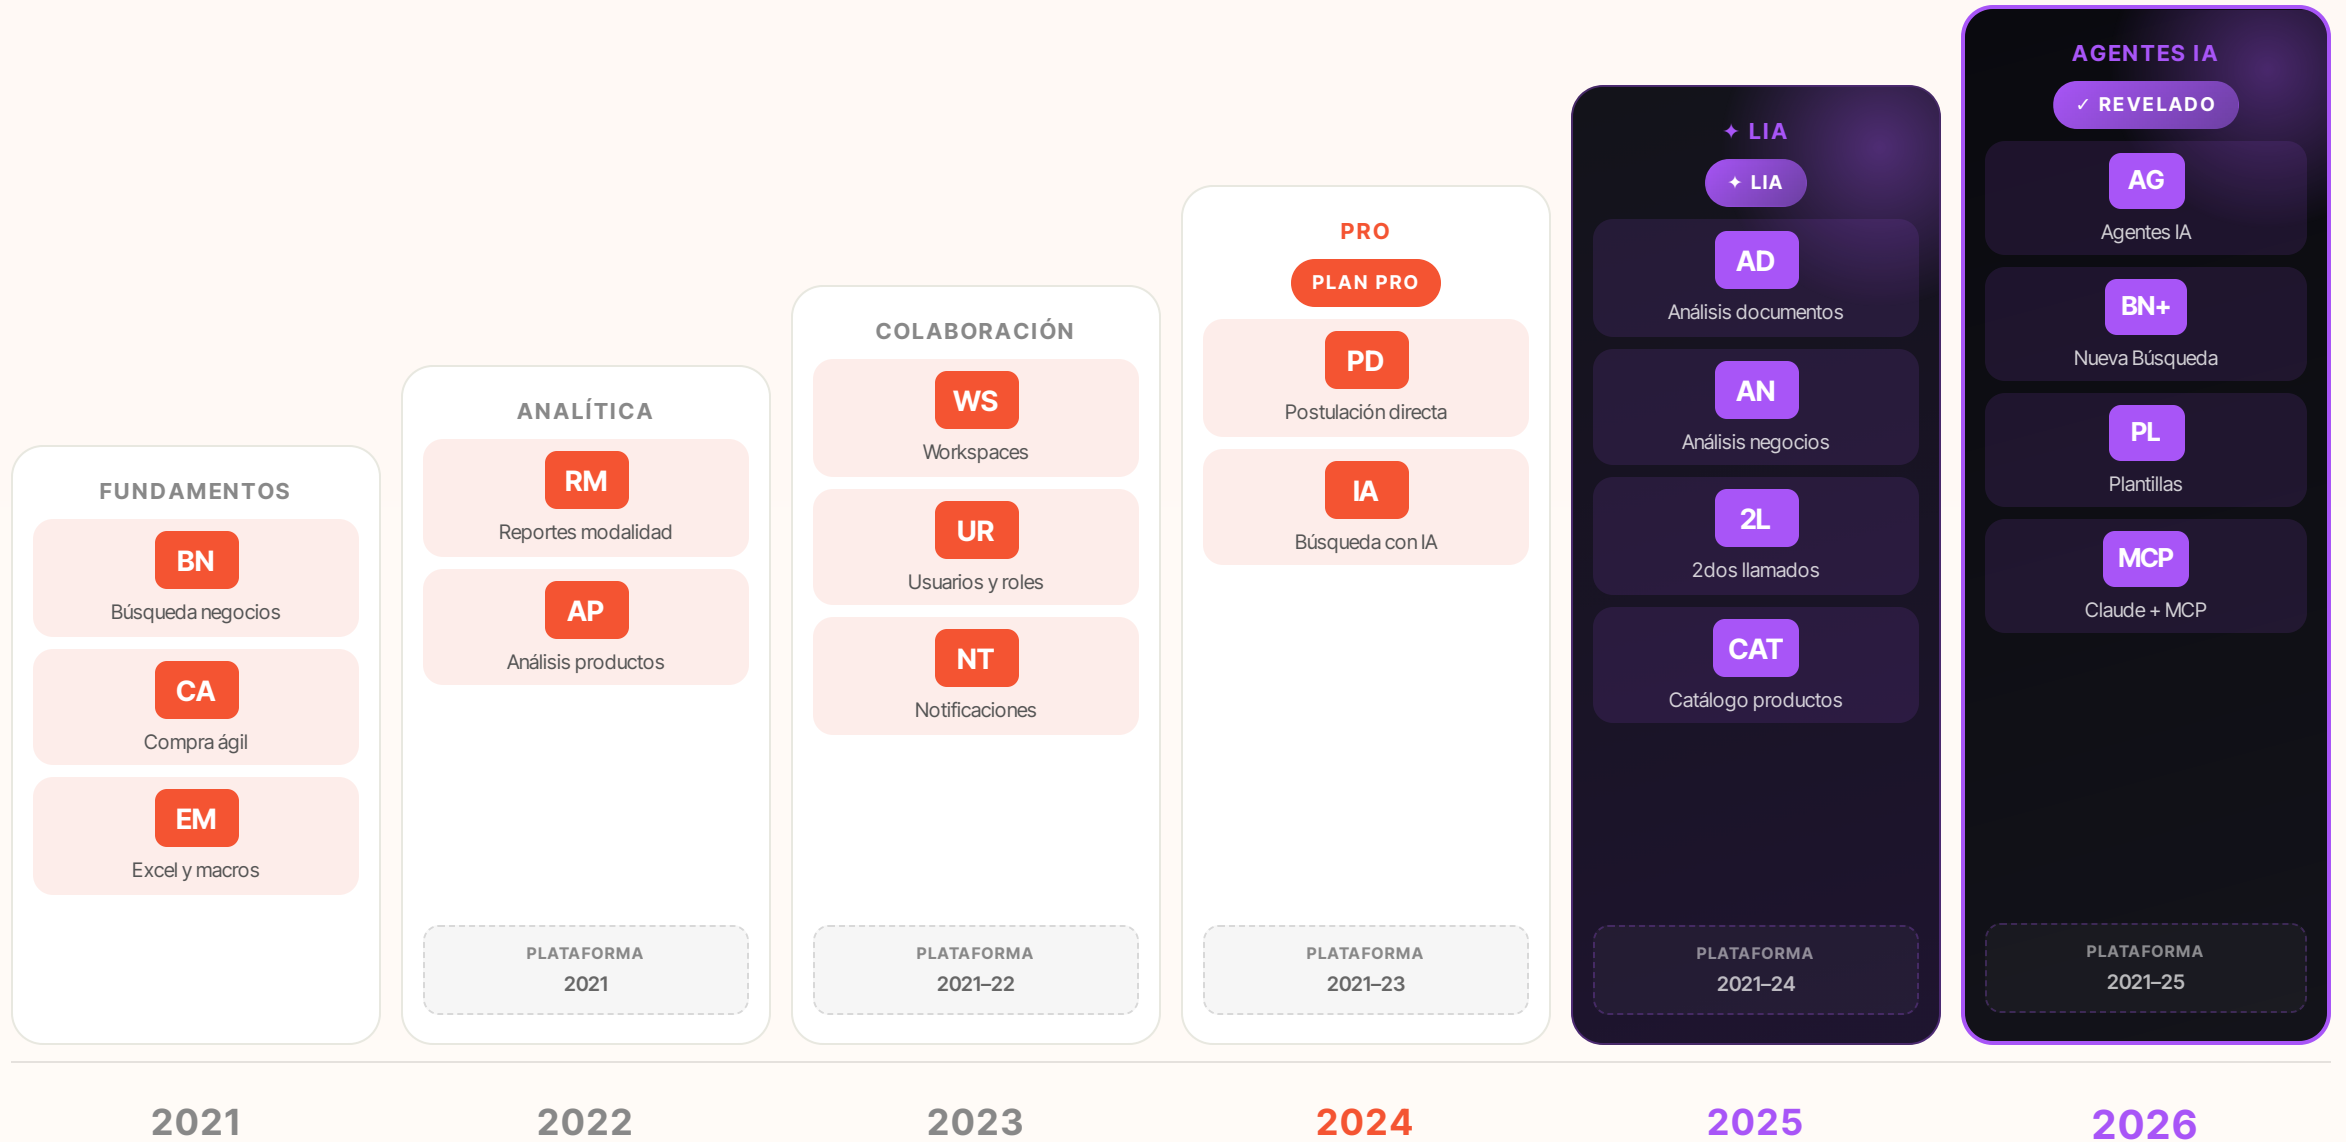 FUNDAMENTOS
BN
Búsqueda negocios
CA
Compra ágil
EM
Excel y macros
2021
ANALÍTICA
RM
Reportes modalidad
AP
Análisis productos
PLATAFORMA
2021
2022
COLABORACIÓN
WS
Workspaces
UR
Usuarios y roles
NT
Notificaciones
PLATAFORMA
2021–22
2023
PRO
PLAN PRO
PD
Postulación directa
IA
Búsqueda con IA
PLATAFORMA
2021–23
2024
✦ LIA
✦ LIA
AD
Análisis documentos
AN
Análisis negocios
2L
2dos llamados
CAT
Catálogo productos
PLATAFORMA
2021–24
2025
AGENTES IA
✓ REVELADO
AG
Agentes IA
BN+
Nueva Búsqueda
PL
Plantillas
MCP
Claude + MCP
PLATAFORMA
2021–25
2026